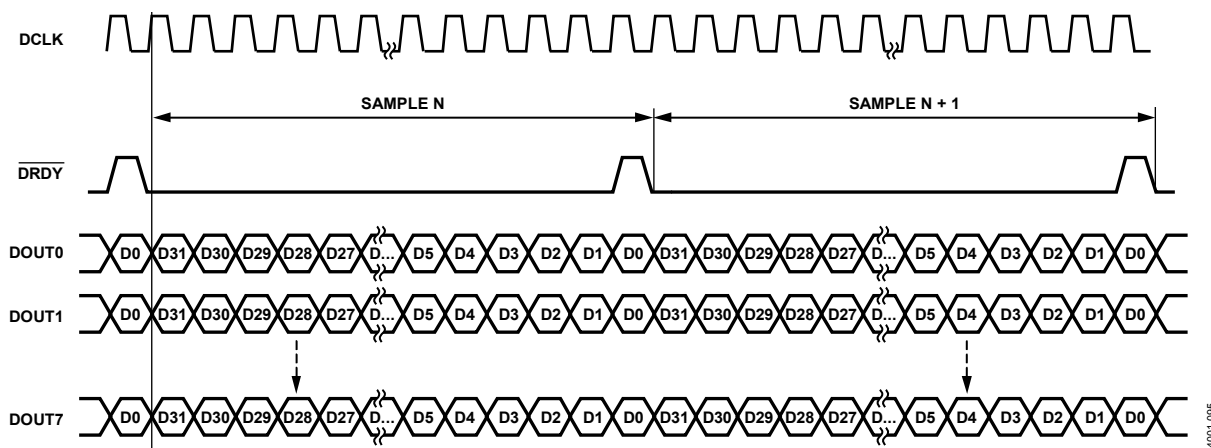 DCLK
SAMPLE N SAMPLE N + 1
DRDY
DOUT0 D0 D31 D30 D29 D28 D27 D... D5 D4 D3 D2 D1 D0 D31 D30 D29 D28 D27 D... D5 D4 D3 D2 D1 D0
DOUT1 D0 D31 D30 D29 D28 D27 D... D5 D4 D3 D2 D1 D0 D31 D30 D29 D28 D27 D... D5 D4 D3 D2 D1 D0
DOUT7 D0 D31 D30 D29 D28 D27 D... D5 D4 D3 D2 D1 D0 D31 D30 D29 D28 D27 D... D5 D4 D3 D2 D1 D0